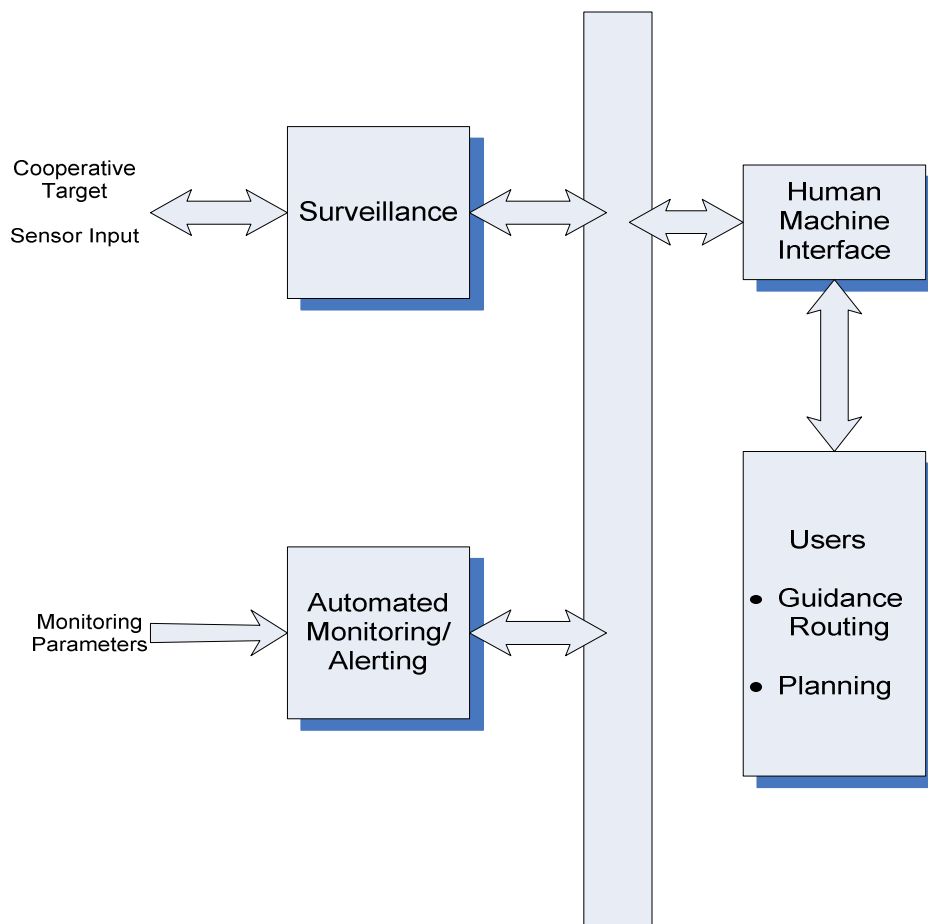 Cooperative
Target
Sensor Input
Surveillance
Human
Machine
Interface
Monitoring
Parameters
Automated
Monitoring/
Alerting
Users
• Guidance
Routing
• Planning